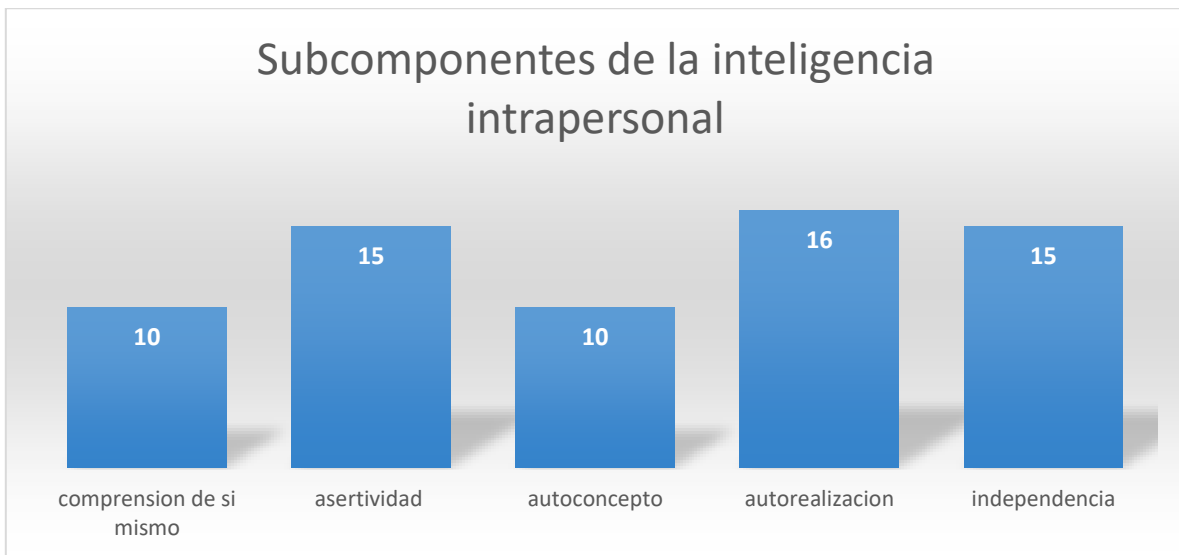 Subcomponentes de la inteligencia
intrapersonal
10
15
10
16
15
comprension de si
mismo
asertividad
autoconcepto
autorealizacion
independencia